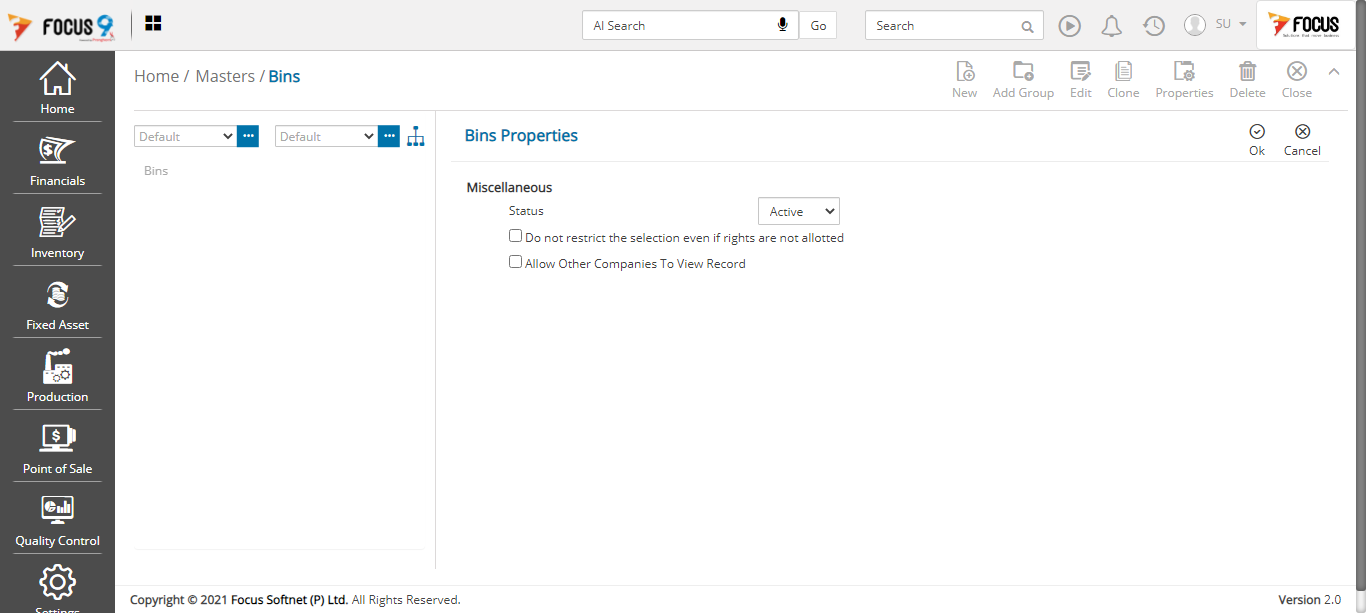 FOCUS 9
AI Search
Go
Search
SU
FOCUS
Home / Masters / Bins
New
Add Group
Edit
Clone
Properties
Delete
Close
Home
Financials
Inventory
Fixed Asset
Production
Point of Sale
Quality Control
Settings
Default
Default
Bins
Bins Properties
Ok
Cancel
Miscellaneous
Status
Active
Do not restrict the selection even if rights are not allotted
Allow Other Companies To View Record
Copyright © 2021 Focus Softnet (P) Ltd. All Rights Reserved.
Version 2.0